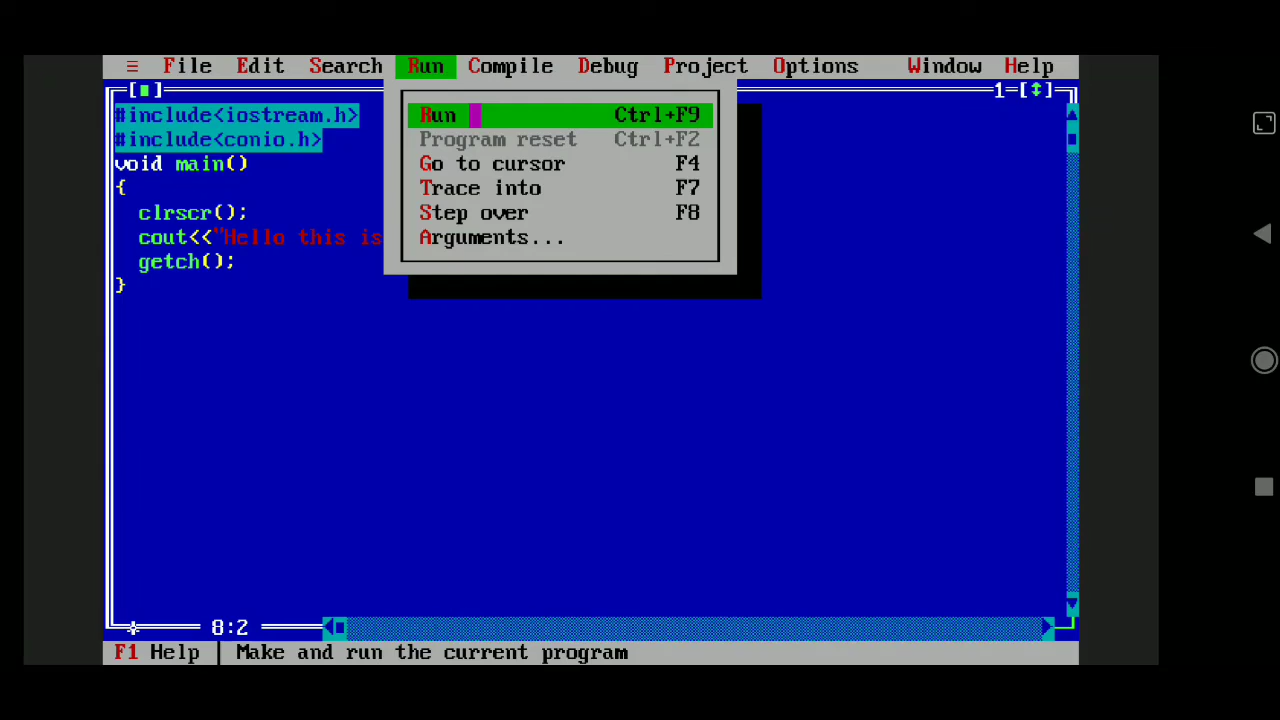 ≡ File Edit Search Run Compile Debug Project Options Window Help
[■] 1=[↕]
#include<iostream.h>
#include<conio.h>
void main()
{
clrscr();
cout<<"Hello this is
getch();
}
Run Ctrl+F9
Program reset Ctrl+F2
Go to cursor F4
Trace into F7
Step over F8
Arguments...
8:2
F1 Help | Make and run the current program